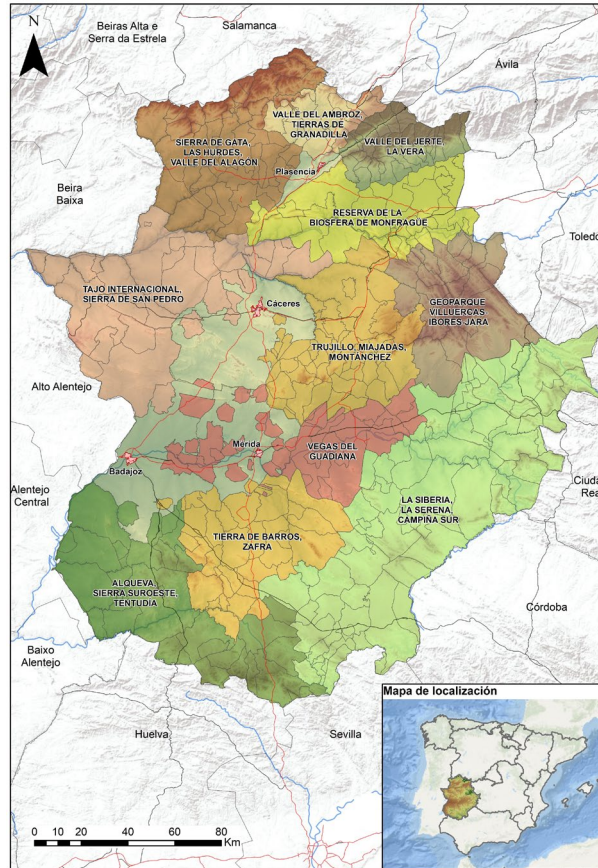 Beiras Alta e
Serra da Estrela
Salamanca
N
Ávila
VALLE DEL AMBROZ,
TIERRAS DE
GRANADILLA
SIERRA DE GATA,
LAS HURDES,
VALLE DEL ALAGÓN
VALLE DEL JERTE,
LA VERA
Plasencia
Beira
Baixa
RESERVA DE LA
BIOSFERA DE MONFRAGÜE
Toledo
TAJO INTERNACIONAL,
SIERRA DE SAN PEDRO
GEOPARQUE
VILLUERCAS
IBORES-JARA
Cáceres
TRUJILLO, MIAJADAS,
MONTÁNCHEZ
Alto Alentejo
Mérida
VEGAS DEL
GUADIANA
Badajoz
Alentejo
Central
Ciuda
Rea
LA SIBERIA,
LA SERENA,
CAMPIÑA SUR
TIERRA DE BARROS,
ZAFRA
ALQUEVA,
SIERRA SUROESTE,
TENTUDIA
Córdoba
Baixo
Alentejo
Mapa de localización
Huelva
Sevilla
0 10 20 40 60 80
Km